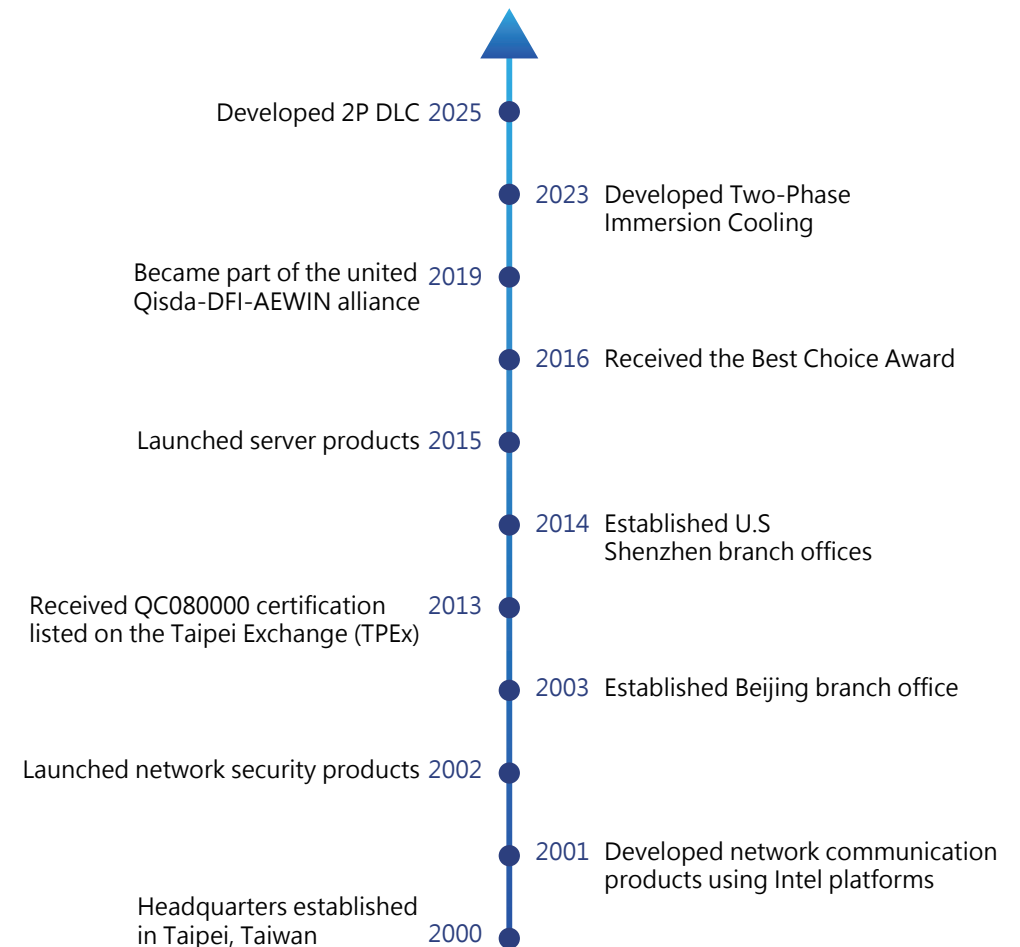 Developed 2P DLC 2025
2023 Developed Two-Phase
Immersion Cooling
Became part of the united 2019
Qisda-DFI-AEWIN alliance
2016 Received the Best Choice Award
Launched server products 2015
2014 Established U.S
Shenzhen branch offices
Received QC080000 certification 2013
listed on the Taipei Exchange (TPEx)
2003 Established Beijing branch office
Launched network security products 2002
2001 Developed network communication
products using Intel platforms
Headquarters established
in Taipei, Taiwan 2000